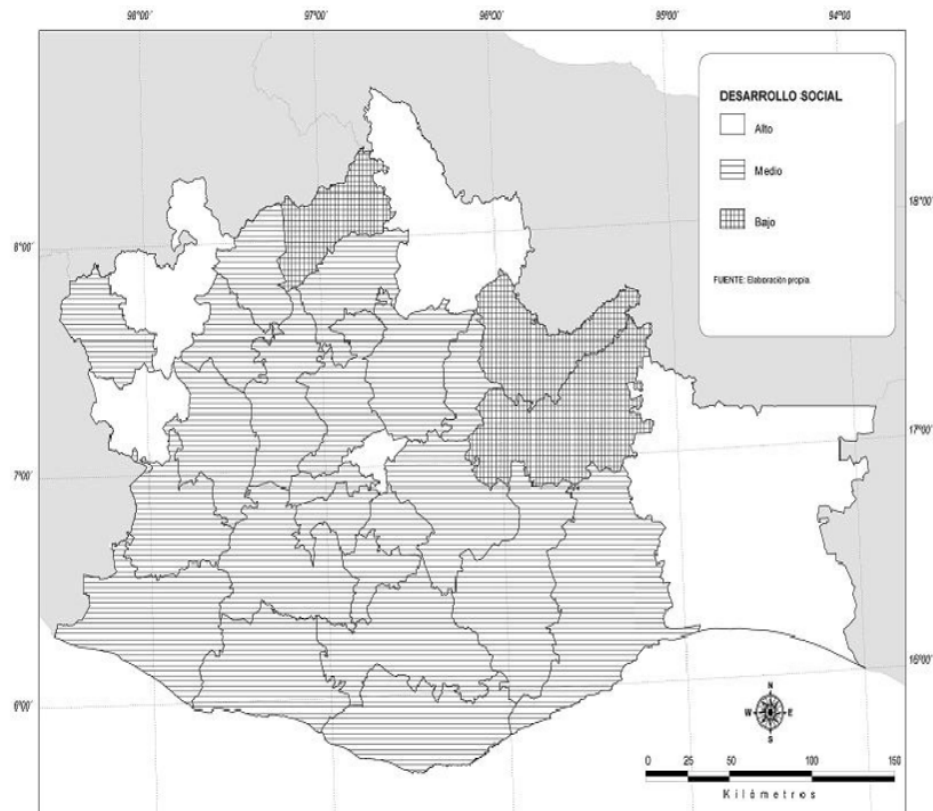 98°00' 97°00' 96°00' 95°00' 94°00'
DESARROLLO SOCIAL
Alto
Medio
Bajo
FUENTE: Elaboración propia.
18°00'
8°00'
17°00'
7°00'
16°00'
6°00'
N
W E
S
0 25 50 100 150
Kilómetros